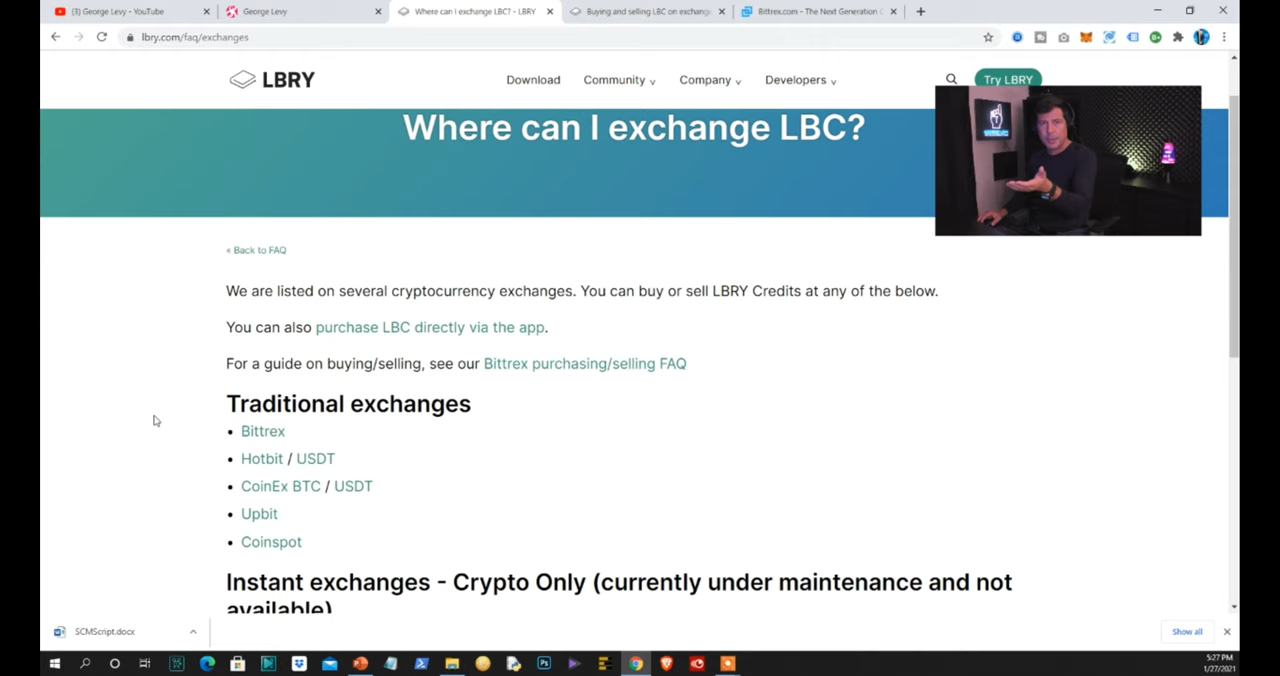 (3) George Levy - YouTube
George Levy
Where can I exchange LBC? - LBRY
Buying and selling LBC on exchang
Bittrex.com - The Next Generation
lbry.com/faq/exchanges
LBRY
Download
Community
Company
Developers
Try LBRY
Where can I exchange LBC?
« Back to FAQ
We are listed on several cryptocurrency exchanges. You can buy or sell LBRY Credits at any of the below.
You can also purchase LBC directly via the app.
For a guide on buying/selling, see our Bittrex purchasing/selling FAQ
Traditional exchanges
• Bittrex
• Hotbit / USDT
• CoinEx BTC / USDT
• Upbit
• Coinspot
Instant exchanges - Crypto Only (currently under maintenance and not
available)
SCMScript.docx
Show all
5:27 PM
1/27/2021